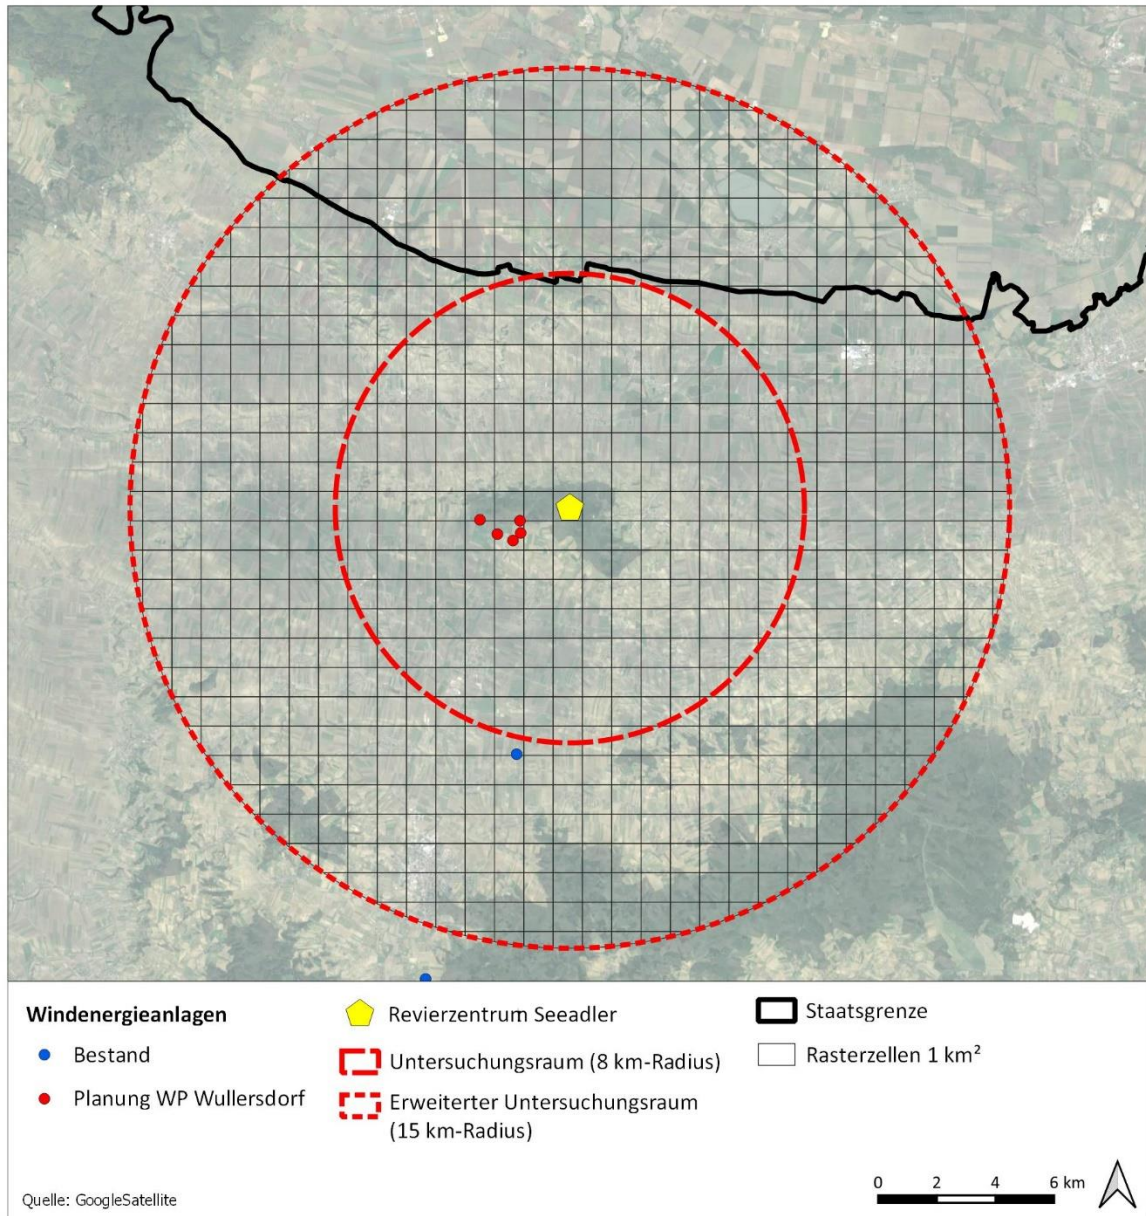 Windenergieanlagen
Bestand
Planung WP Wullersdorf
Revierzentrum Seeadler
Untersuchungsraum (8 km-Radius)
Erweiterter Untersuchungsraum
(15 km-Radius)
Staatsgrenze
Rasterzellen 1 km²
Quelle: GoogleSatellite
0 2 4 6 km